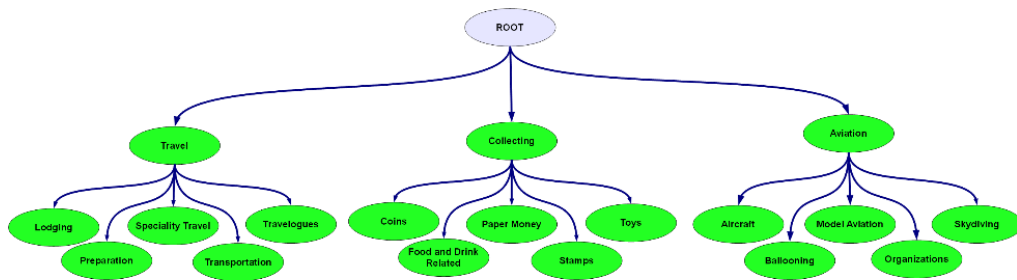 ROOT
Travel
Collecting
Aviation
Lodging
Preparation
Speciality Travel
Transportation
Travelogues
Coins
Food and Drink
Related
Paper Money
Stamps
Toys
Aircraft
Ballooning
Model Aviation
Organizations
Skydiving